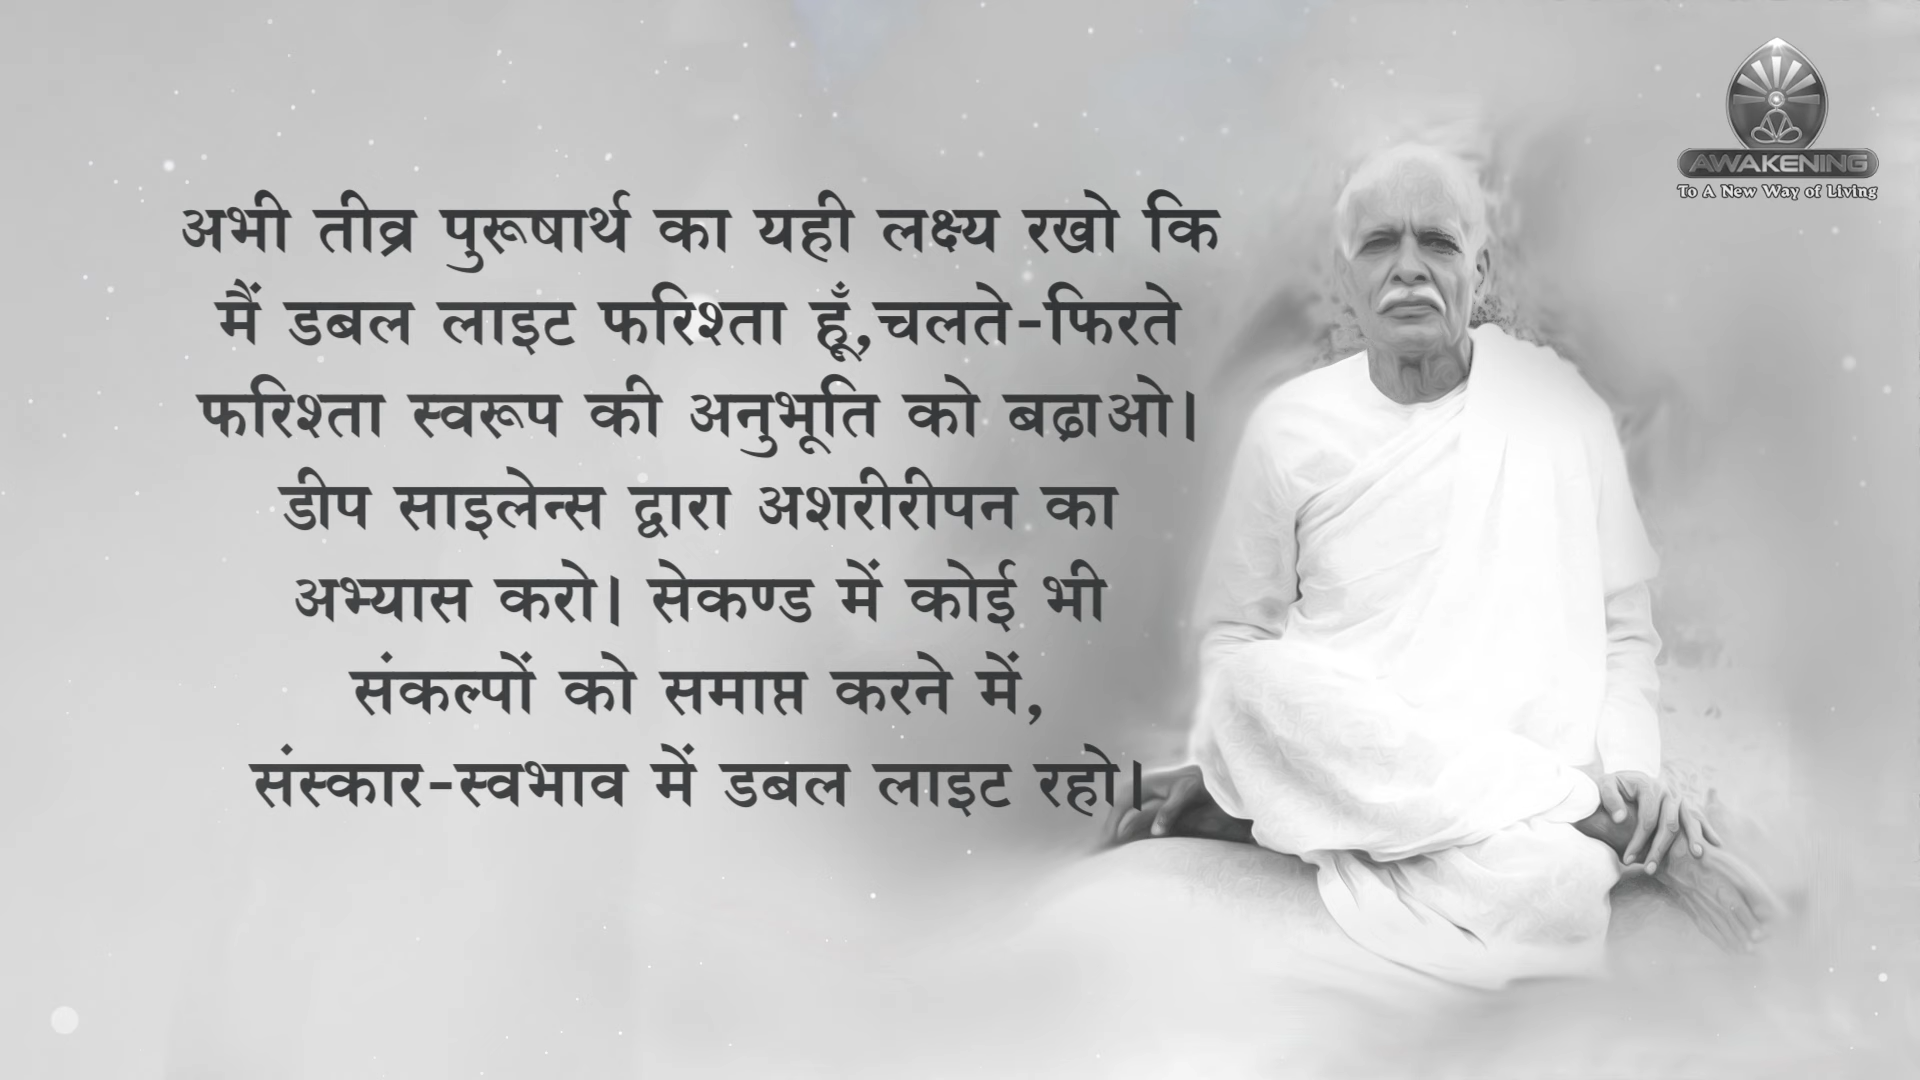 अभी तीव्र पुरूषार्थ का यही लक्ष्य रखो कि
मैं डबल लाइट फरिश्ता हूँ,चलते-फिरते
फरिश्ता स्वरूप की अनुभूति को बढ़ाओ।
डीप साइलेन्स द्वारा अशरीरीपन का
अभ्यास करो। सेकण्ड में कोई भी
संकल्पों को समाप्त करने में,
संस्कार-स्वभाव में डबल लाइट रहो।
AWAKENING
To A New Way of Living